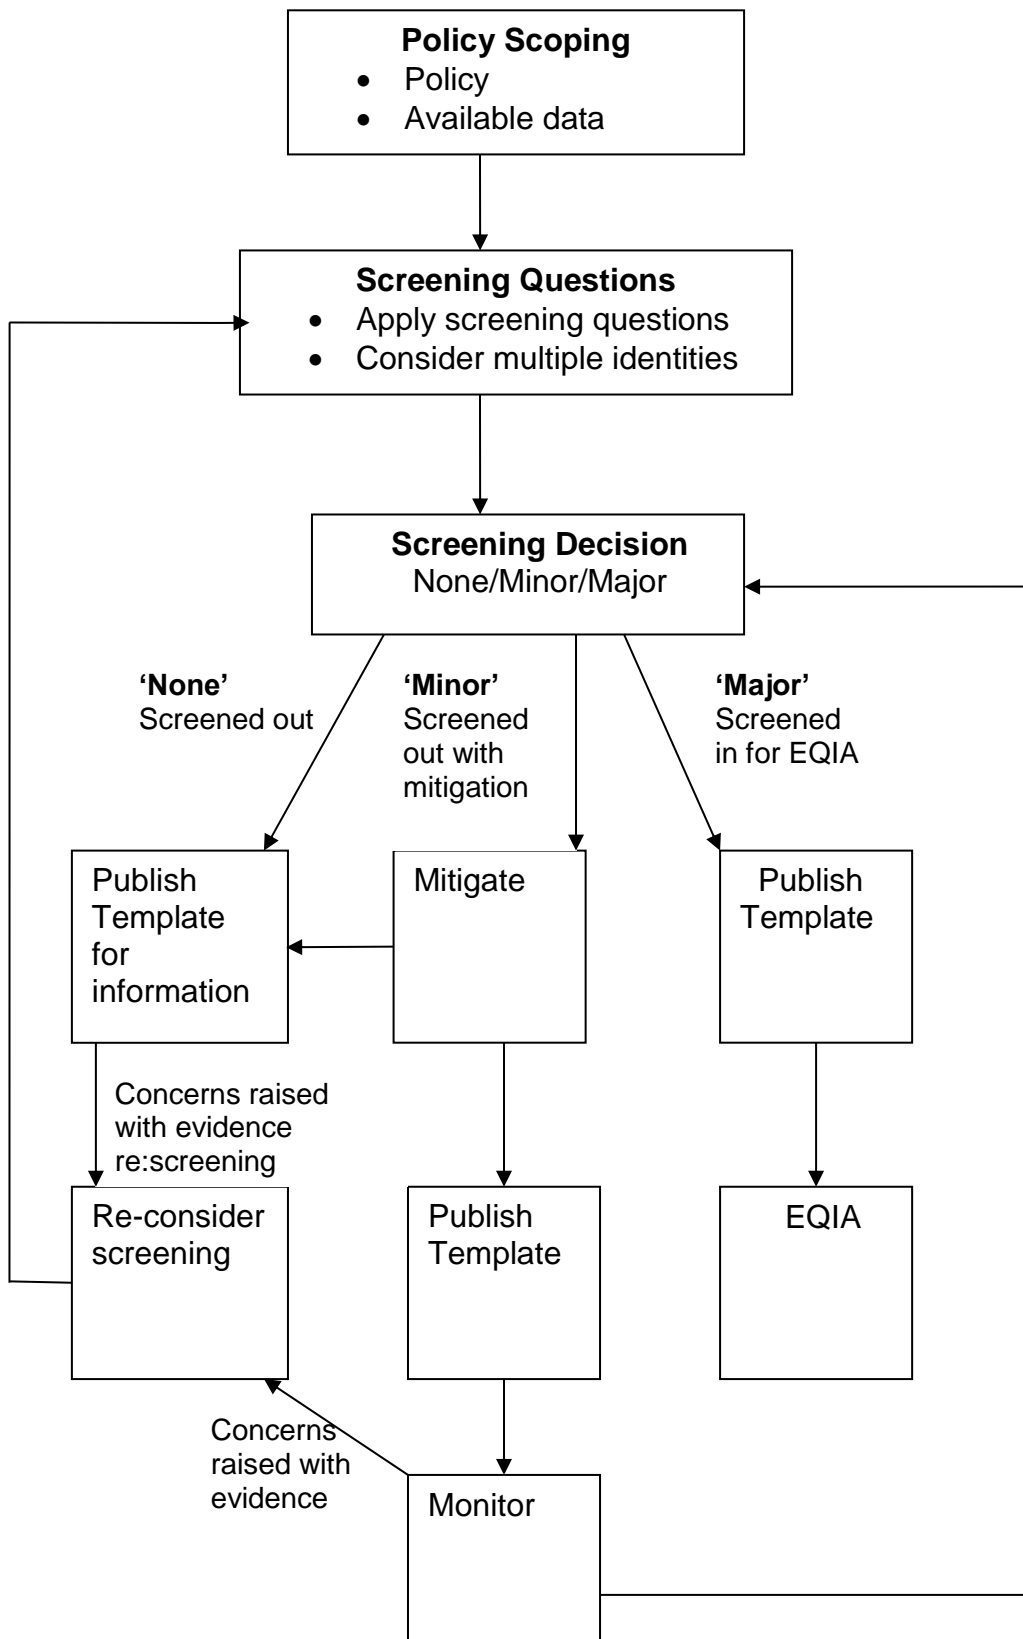 Policy Scoping
• Policy
• Available data
Screening Questions
• Apply screening questions
• Consider multiple identities
Screening Decision
None/Minor/Major
‘None’
Screened out
‘Minor’
Screened
out with
mitigation
‘Major’
Screened
in for EQIA
Publish
Template
for
information
Mitigate
Publish
Template
Concerns raised
with evidence
re:screening
Re-consider
screening
Publish
Template
EQIA
Concerns
raised with
evidence
Monitor